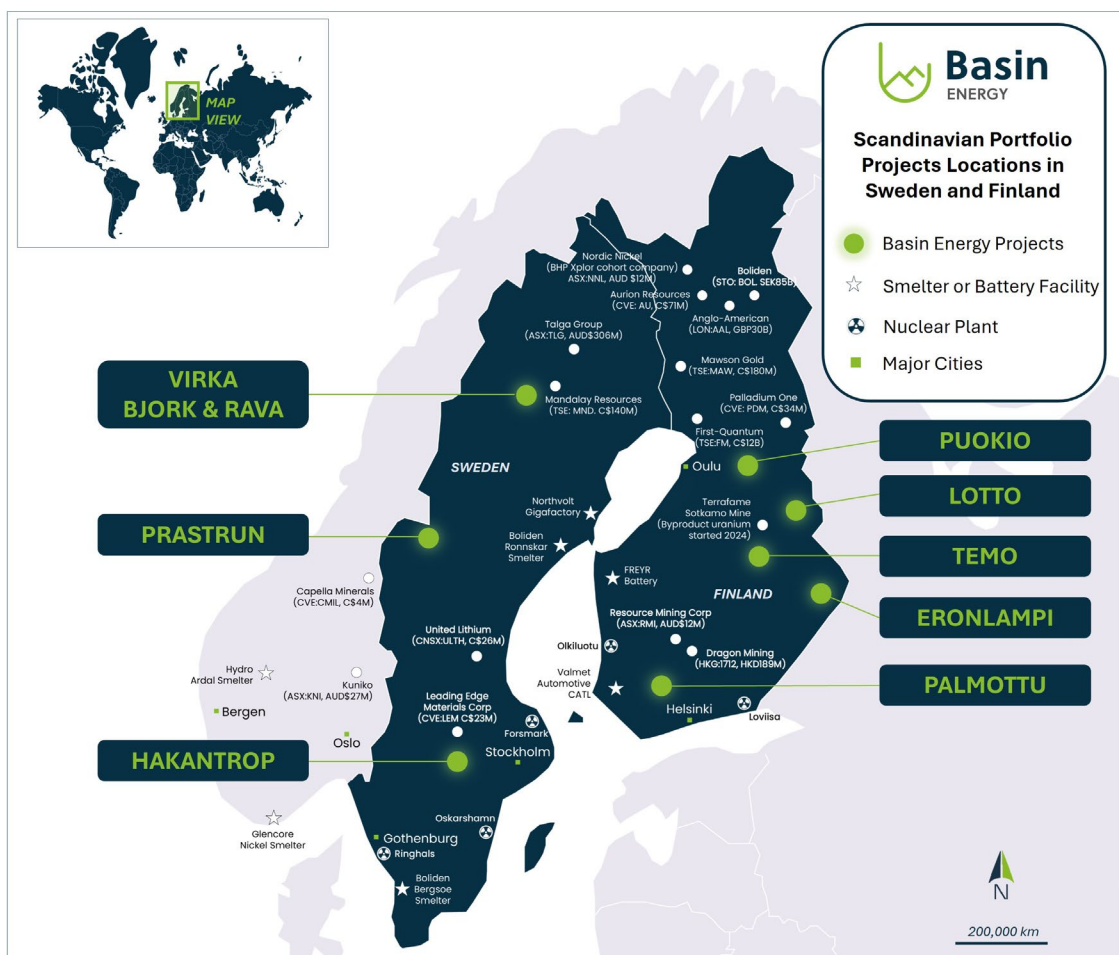 MAP
VIEW
Basin
ENERGY
Scandinavian Portfolio
Projects Locations in
Sweden and Finland
Basin Energy Projects
Smelter or Battery Facility
Nuclear Plant
Major Cities
Nordic Nickel
(BHP Xplor cohort company)
ASX:NNL, AUD $12M)
Boliden
(STO: BOL. SEK85B)
Aurion Resources
(CVE: AU, C$71M)
Anglo-American
(LON:AAL, GBP30B)
Talga Group
(ASX:TLG, AUD$306M)
Mawson Gold
(TSE:MAW, C$180M)
VIRKA
BJORK & RAVA
Mandalay Resources
(TSE: MND. C$140M)
Palladium One
(CVE: PDM, C$34M)
First-Quantum
(TSE:FM, C$12B)
PUOKIO
SWEDEN
Oulu
LOTTO
Northvolt
Gigafactory
Terrafame
Sotkamo Mine
(Byproduct uranium
started 2024)
PRASTRUN
Boliden
Ronnskar
Smelter
TEMO
FREYR
Battery
FINLAND
Capella Minerals
(CVE:CMIL, C$4M)
Resource Mining Corp
(ASX:RMI, AUD$12M)
ERONLAMPI
United Lithium
(CNSX:ULTH, C$26M)
Olkiluotu
Dragon Mining
(HKG:1712, HKD189M)
Hydro
Ardal Smelter
Kuniko
(ASX:KNI, AUD$27M)
Valmet
Automotive
CATL
PALMOTTU
Leading Edge
Materials Corp
(CVE:LEM C$23M)
Bergen
Helsinki
Loviisa
Forsmark
Oslo
Stockholm
HAKANTROP
Glencore
Nickel Smelter
Oskarshamn
Gothenburg
Ringhals
Boliden
Bergsoe
Smelter
N
200,000 km